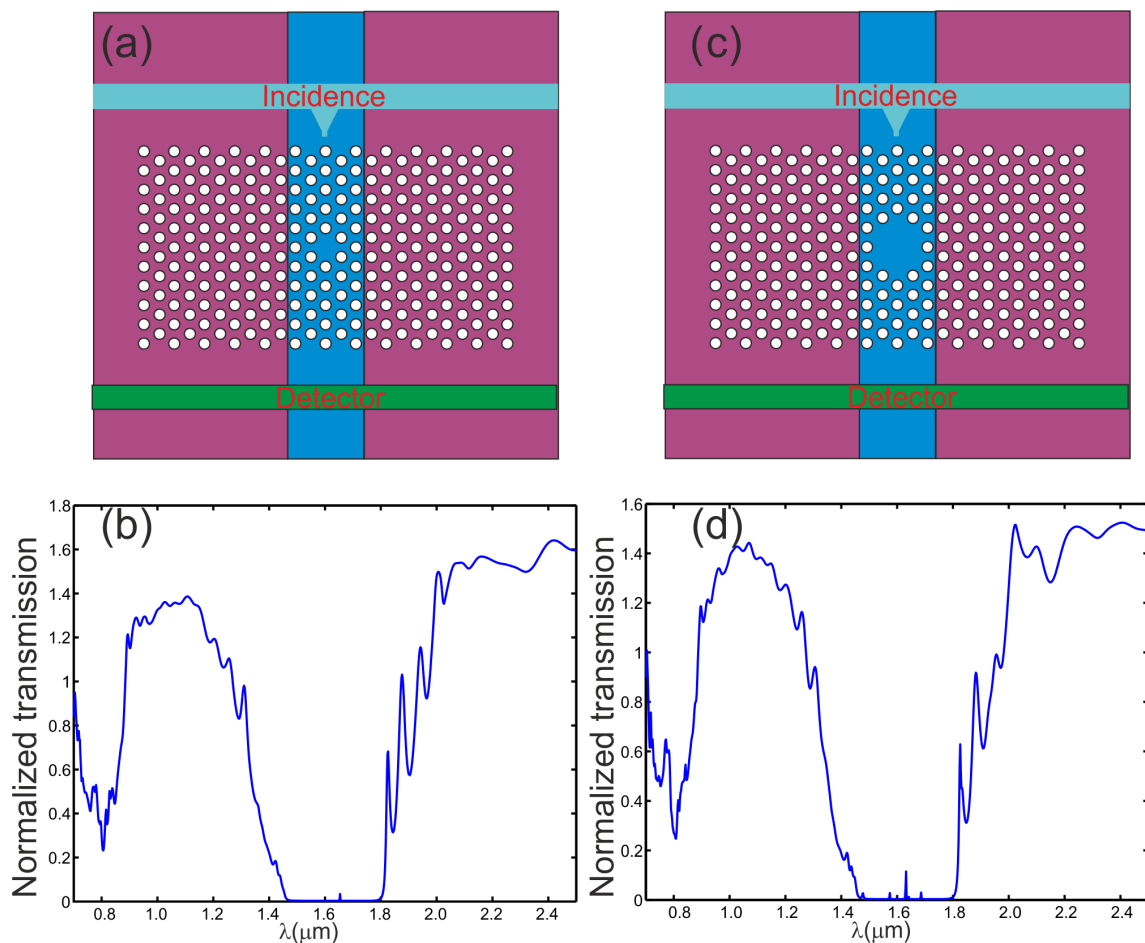 (a)
Incidence
Detector
(c)
Incidence
Detector
(b)
Normalized transmission
1.8
1.6
1.4
1.2
1
0.8
0.6
0.4
0.2
0
0.8 1.0 1.2 1.4 1.6 1.8 2.0 2.2 2.4
λ(μm)
(d)
Normalized transmission
1.6
1.4
1.2
1
0.8
0.6
0.4
0.2
0
0.8 1.0 1.2 1.4 1.6 1.8 2.0 2.2 2.4
λ(μm)